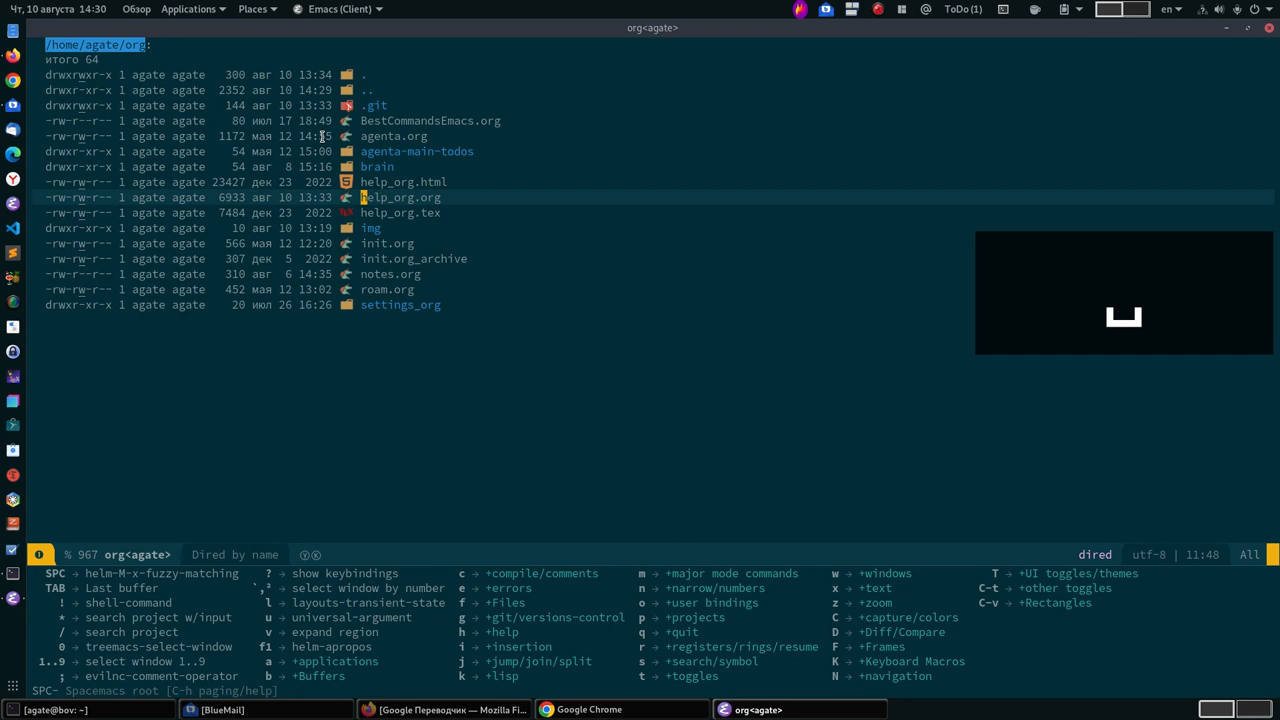 Чт, 10 августа 14:30 Обзор Applications Places Emacs (Client) ToDo (1) en
org<agate>
/home/agate/org:
итого 64
drwxrwxr-x 1 agate agate 300 авг 10 13:34 .
drwxrwxr-x 1 agate agate 2352 авг 10 14:29 ..
drwxrwxr-x 1 agate agate 144 авг 10 13:33 .git
-rw-r--r-- 1 agate agate 80 июл 17 18:49 BestCommandsEmacs.org
-rw-rw-r-- 1 agate agate 1172 мая 12 14: 5 agenta.org
drwxrwxr-x 1 agate agate 54 мая 12 15:00 agenta-main-todos
drwxrwxr-x 1 agate agate 54 авг 8 15:16 brain
-rw-rw-r-- 1 agate agate 23427 дек 23 2022 help_org.html
-rw-rw-r-- 1 agate agate 6933 авг 10 13:33 help_org.org
-rw-rw-r-- 1 agate agate 7484 дек 23 2022 help_org.tex
drwxrwxr-x 1 agate agate 10 авг 10 13:19 img
-rw-rw-r-- 1 agate agate 566 мая 12 12:20 init.org
-rw-rw-r-- 1 agate agate 307 дек 5 2022 init.org_archive
-rw-r--r-- 1 agate agate 310 авг 6 14:35 notes.org
-rw-rw-r-- 1 agate agate 452 мая 12 13:02 roam.org
drwxr-xr-x 1 agate agate 20 июл 26 16:26 settings_org
% 967 org<agate> Dired by name ⓨⓀ dired utf-8 | 11:48 All
SPC → helm-M-x-fuzzy-matching ? → show keybindings c → +compile/comments m → +major mode commands w → +windows T → +UI toggles/themes
TAB → Last buffer `,² → select window by number e → +errors n → +narrow/numbers x → +text C-t → +other toggles
! → shell-command l → layouts-transient-state f → +Files o → +user bindings z → +zoom C-v → +Rectangles
* → search project w/input u → universal-argument g → +git/versions-control p → +projects C → +capture/colors
/ → search project v → expand region h → +help q → +quit D → +Diff/Compare
0 → treemacs-select-window f1 → helm-apropos i → +insertion r → +registers/rings/resume F → +Frames
1..9 → select window 1..9 a → +applications j → +jump/join/split s → +search/symbol K → +Keyboard Macros
; → evilnc-comment-operator b → +Buffers k → +lisp t → +toggles N → +navigation
SPC- Spacemacs root [C-h paging/help]
[agate@bov: ~] [BlueMail] [Google Переводчик — Mozilla Fi... Google Chrome org<agate>